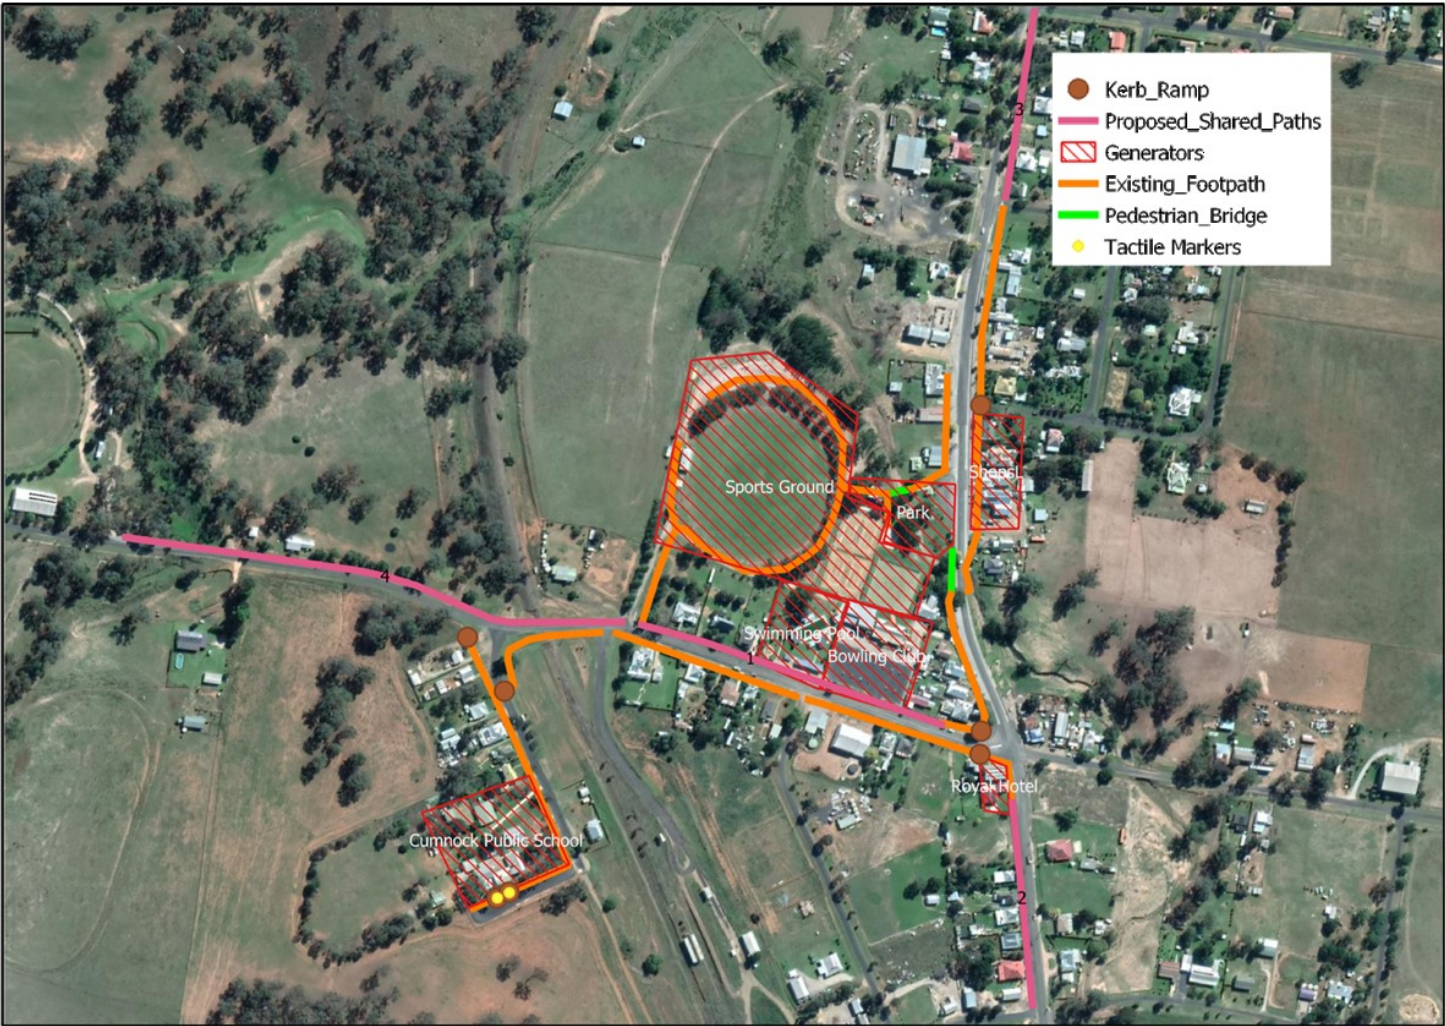 3
Kerb_Ramp
Proposed_Shared_Paths
Generators
Existing_Footpath
Pedestrian_Bridge
Tactile Markers
Sports Ground
Shops
Park
4
Swimming Pool
1
Bowling Club
Royal Hotel
Cumnock Public School
2